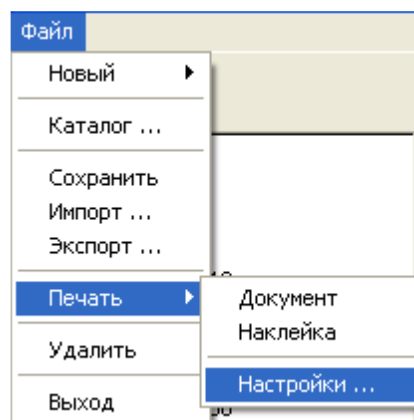 Файл
Новый
Каталог ...
Сохранить
Импорт ...
Экспорт ...
Печать
Документ
Наклейка
Настройки ...
Удалить
Выход